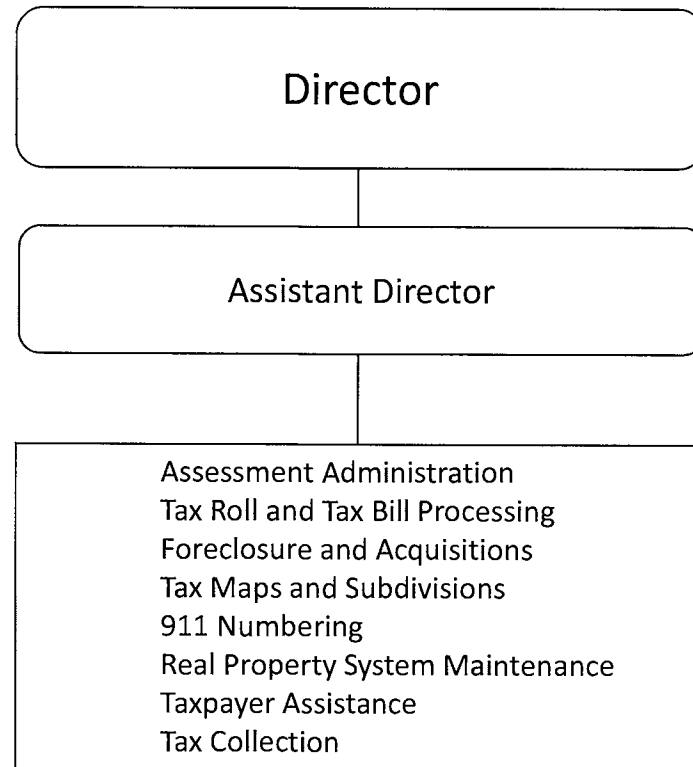 Director
Assistant Director
Assessment Administration
Tax Roll and Tax Bill Processing
Foreclosure and Acquisitions
Tax Maps and Subdivisions
911 Numbering
Real Property System Maintenance
Taxpayer Assistance
Tax Collection